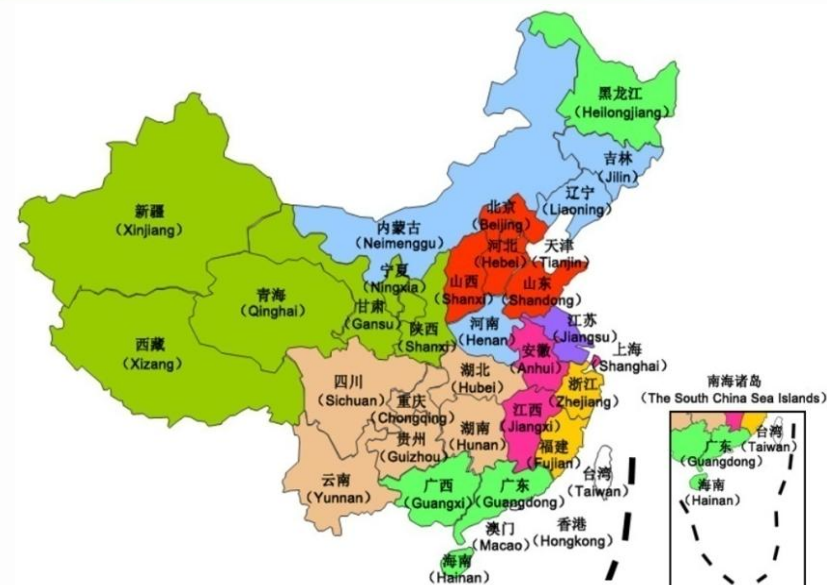 黑龙江
(Heilongjiang)
吉林
(Jilin)
辽宁
(Liaoning)
新疆
(Xinjiang)
内蒙古
(Neimenggu)
北京
(Beijing)
河北
(Hebei)
天津
(Tianjin)
宁夏
(Ningxia)
山西
(Shanxi)
山东
(Shandong)
青海
(Qinghai)
甘肃
(Gansu)
陕西
(Shanxi)
河南
(Henan)
江苏
(Jiangsu)
西藏
(Xizang)
安徽
(Anhui)
上海
(Shanghai)
四川
(Sichuan)
湖北
(Hubei)
浙江
(Zhejiang)
重庆
(Chongqing)
江西
(Jiangxi)
贵州
(Guizhou)
湖南
(Hunan)
福建
(Fujian)
云南
(Yunnan)
广西
(Guangxi)
广东
(Guangdong)
台湾
(Taiwan)
澳门
(Macao)
香港
(Hongkong)
海南
(Hainan)
南海诸岛
(The South China Sea Islands)
台湾
(Taiwan)
广东
(Guangdong)
海南
(Hainan)